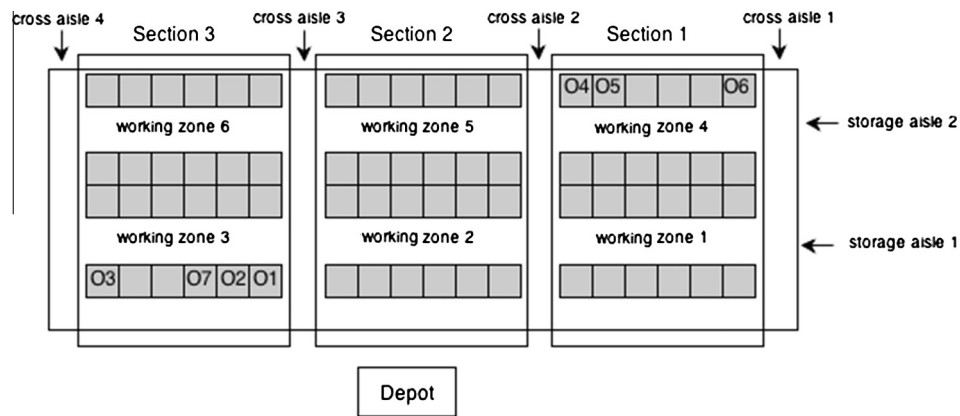 cross aisle 4 cross aisle 3 cross aisle 2 cross aisle 1
Section 3 Section 2 Section 1
O4 O5 O6
working zone 6 working zone 5 working zone 4
storage aisle 2
working zone 3 working zone 2 working zone 1
storage aisle 1
O3 O7 O2 O1
Depot